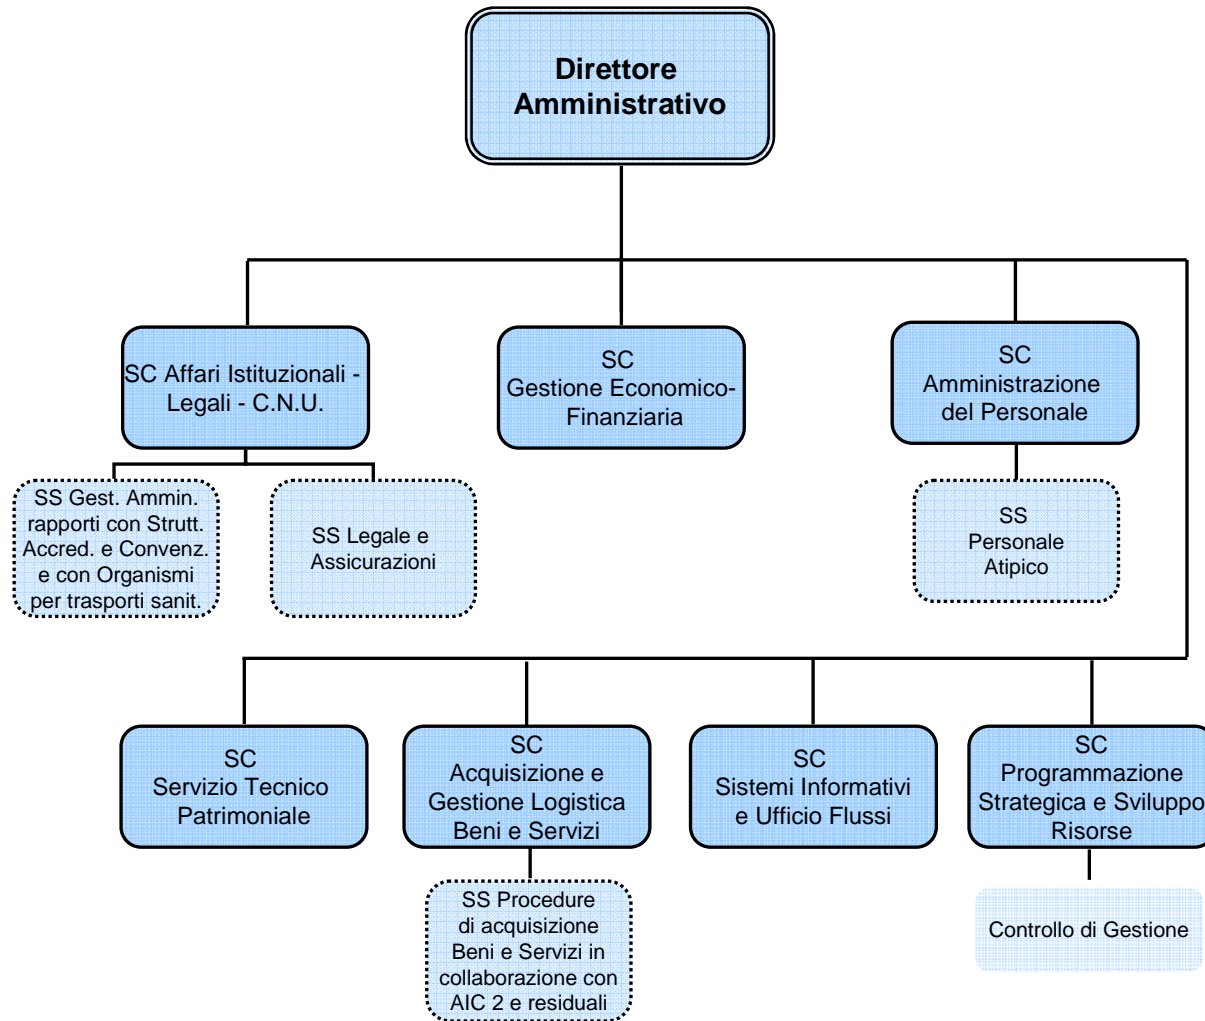 Direttore
Amministrativo
SC Affari Istituzionali -
Legali - C.N.U.
SC
Gestione Economico-
Finanziaria
SC
Amministrazione
del Personale
SS Gest. Ammin.
rapporti con Strutt.
Accred. e Convenz.
e con Organismi
per trasporti sanit.
SS Legale e
Assicurazioni
SS
Personale
Atipico
SC
Servizio Tecnico
Patrimoniale
SC
Acquisizione e
Gestione Logistica
Beni e Servizi
SC
Sistemi Informativi
e Ufficio Flussi
SC
Programmazione
Strategica e Sviluppo
Risorse
SS Procedure
di acquisizione
Beni e Servizi in
collaborazione con
AIC 2 e residuali
Controllo di Gestione